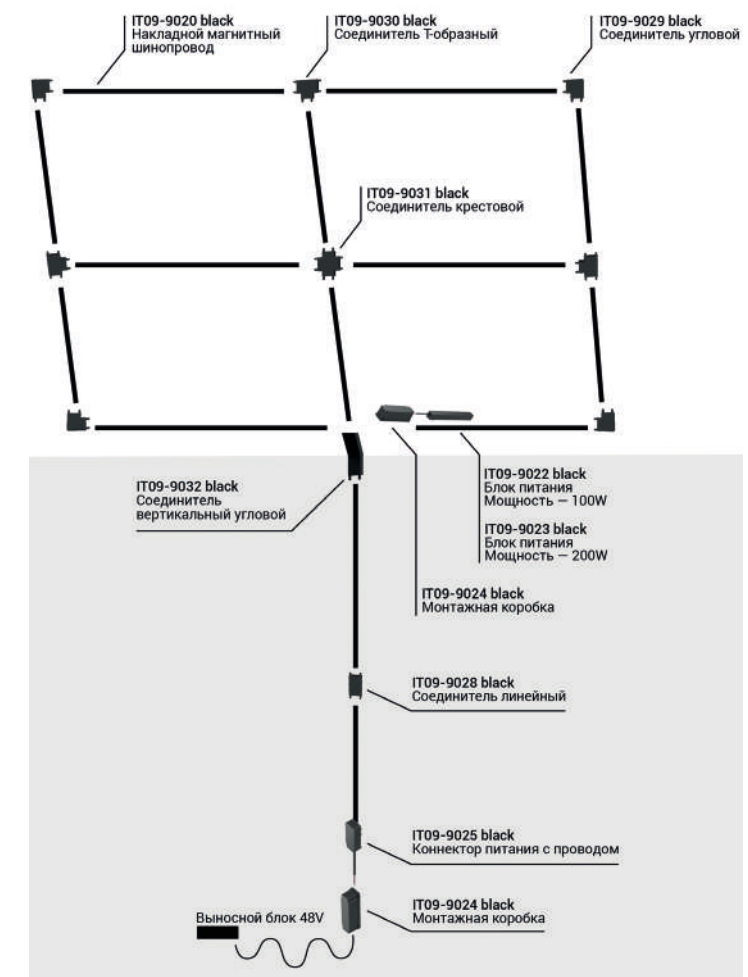 IT09-9020 black
Накладной магнитный
шинопровод
IT09-9030 black
Соединитель Т-образный
IT09-9029 black
Соединитель угловой
IT09-9031 black
Соединитель крестовой
IT09-9032 black
Соединитель
вертикальный угловой
IT09-9022 black
Блок питания
Мощность — 100W
IT09-9023 black
Блок питания
Мощность — 200W
IT09-9024 black
Монтажная коробка
IT09-9028 black
Соединитель линейный
IT09-9025 black
Коннектор питания с проводом
IT09-9024 black
Монтажная коробка
Выносной блок 48V